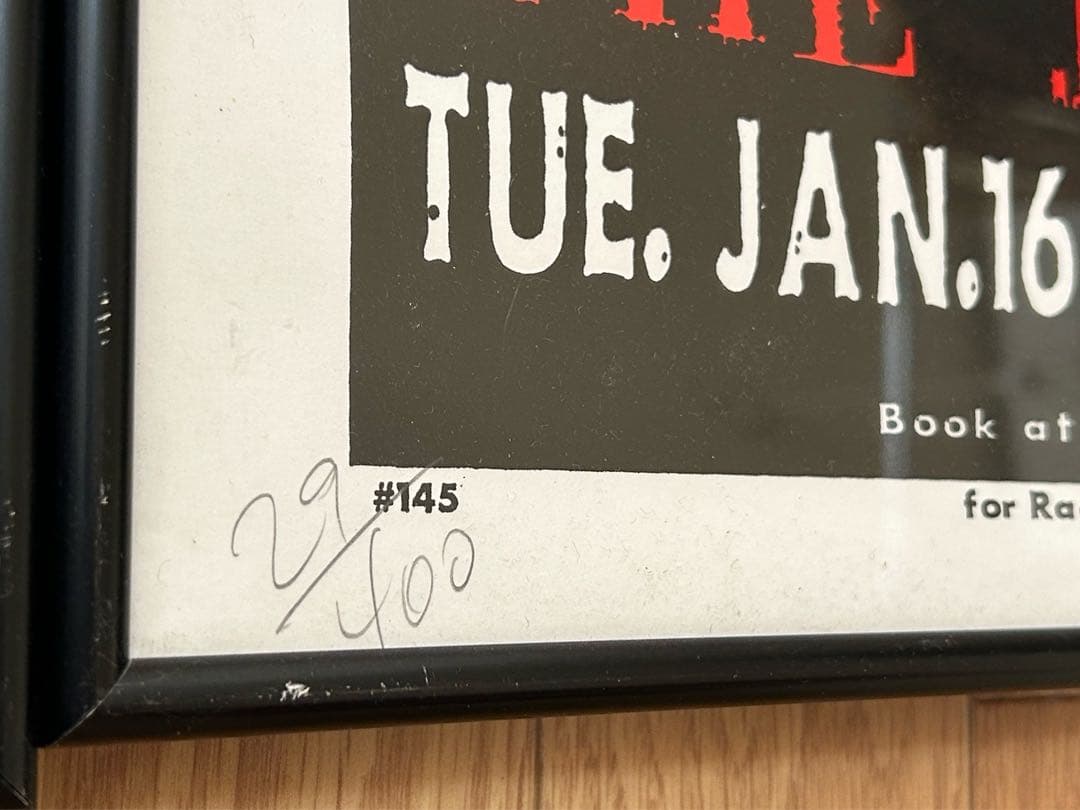 TUE. JAN. 16
Book at
#145
for Ra
29/400